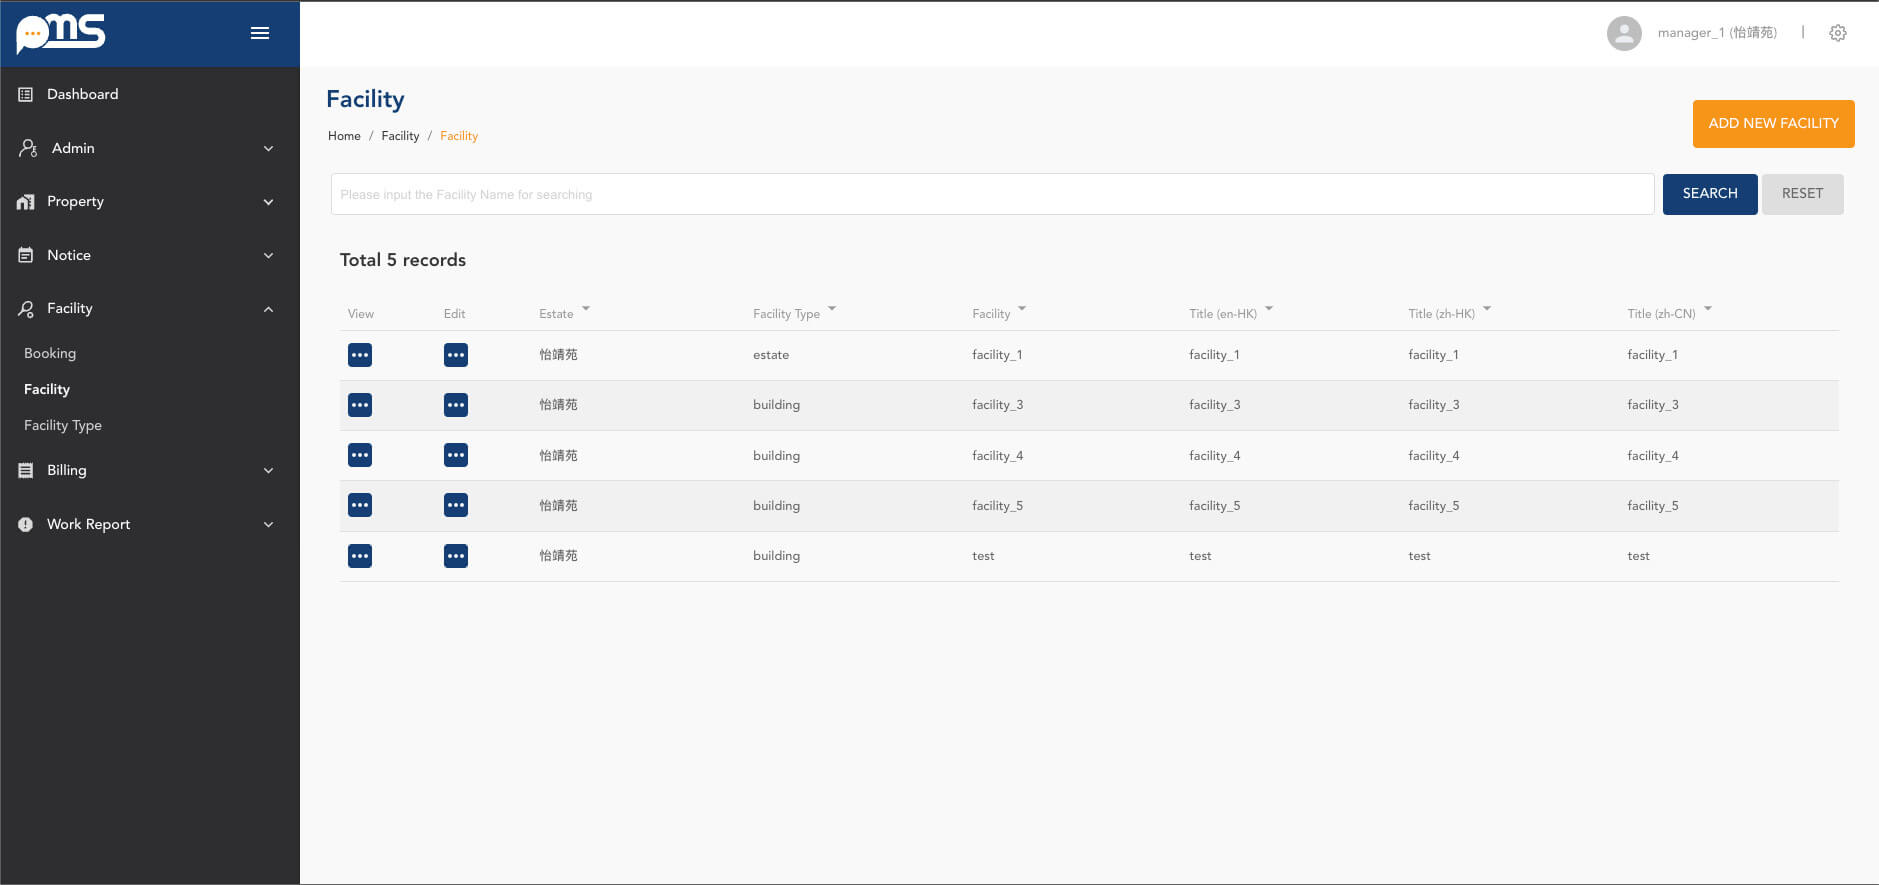 PMS
manager_1 (怡靖苑) |
Dashboard
Admin
Property
Notice
Facility
Booking
Facility
Facility Type
Billing
Work Report
Facility
Home / Facility / Facility
ADD NEW FACILITY
Please input the Facility Name for searching
SEARCH RESET
Total 5 records
View Edit Estate Facility Type Facility Title (en-HK) Title (zh-HK) Title (zh-CN)
怡靖苑 estate facility_1 facility_1 facility_1 facility_1
怡靖苑 building facility_3 facility_3 facility_3 facility_3
怡靖苑 building facility_4 facility_4 facility_4 facility_4
怡靖苑 building facility_5 facility_5 facility_5 facility_5
怡靖苑 building test test test test